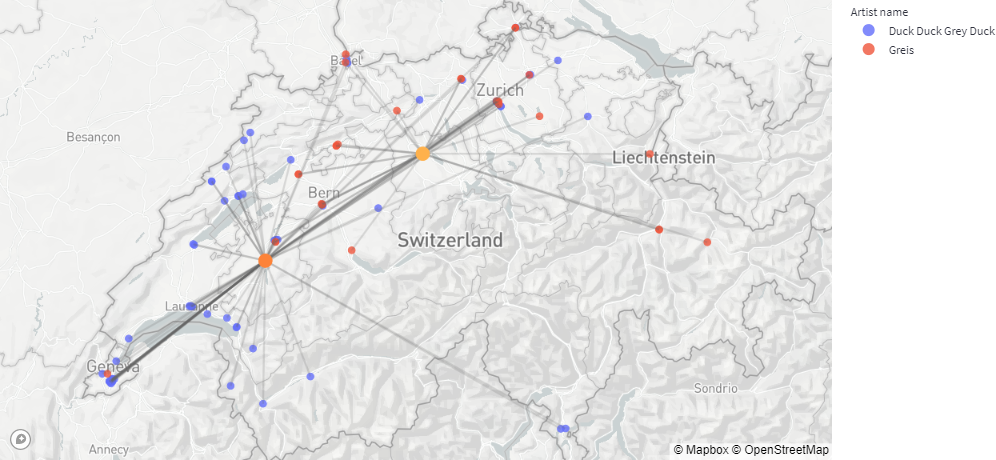 Artist name
Duck Duck Grey Duck
Greis
Basel
Zurich
Besançon
Liechtenstein
Bern
Switzerland
Lausanne
Geneva
Sondrio
Annecy
© Mapbox © OpenStreetMap